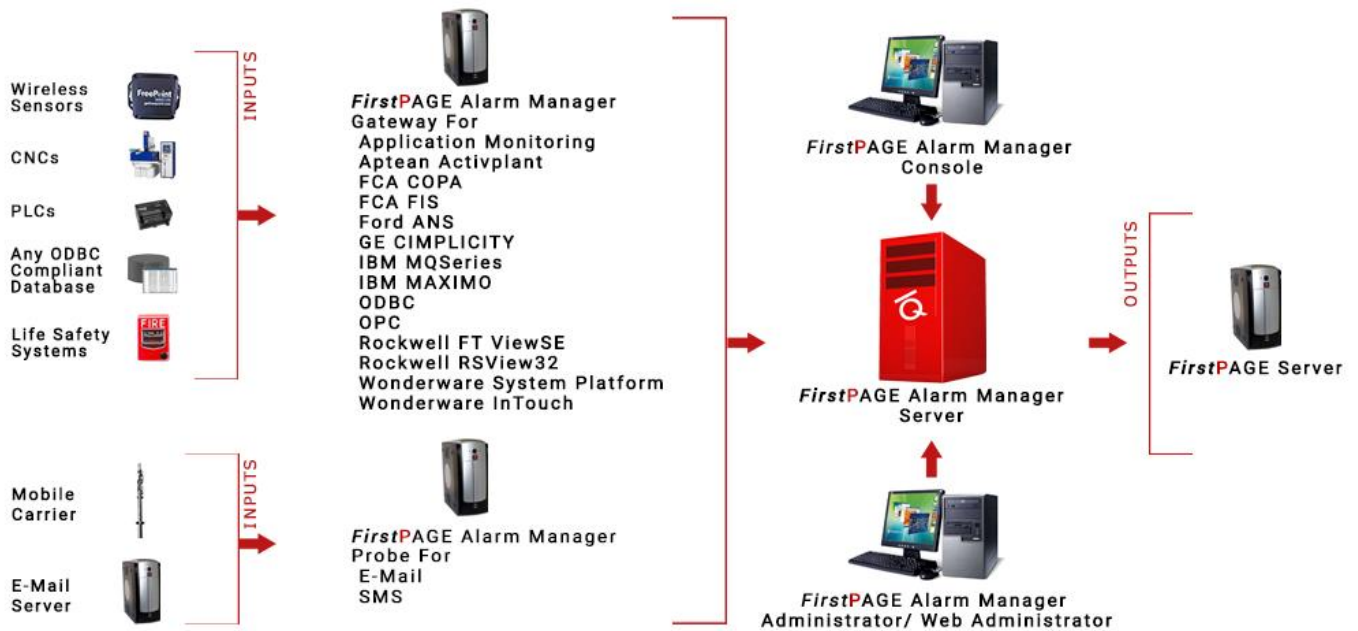 Wireless
Sensors
FreePoint
CNCs
PLCs
Any ODBC
Compliant
Database
Life Safety
Systems
FIRE
INPUTS
FirstPAGE Alarm Manager
Gateway For
Application Monitoring
Aptean Activplant
FCA COPA
FCA FIS
Ford ANS
GE CIMPLICITY
IBM MQSeries
IBM MAXIMO
ODBC
OPC
Rockwell FT ViewSE
Rockwell RSView32
Wonderware System Platform
Wonderware InTouch
Mobile
Carrier
E-Mail
Server
INPUTS
FirstPAGE Alarm Manager
Probe For
E-Mail
SMS
FirstPAGE Alarm Manager
Console
FirstPAGE Alarm Manager
Server
FirstPAGE Alarm Manager
Administrator/ Web Administrator
OUTPUTS
FirstPAGE Server